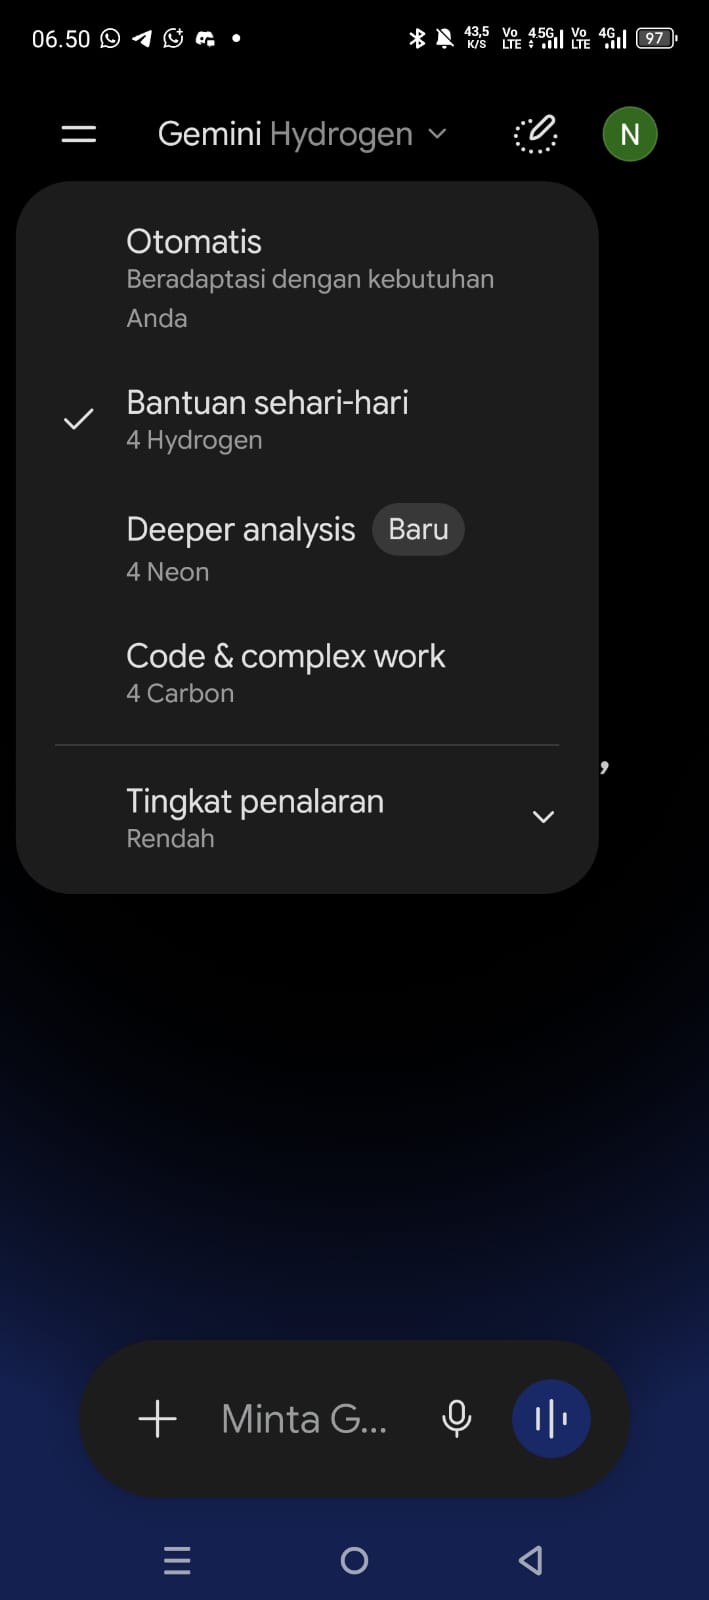 06.50
43,5 K/S Vo LTE 4.5G Vo LTE 4G 97
Gemini Hydrogen
N
Otomatis
Beradaptasi dengan kebutuhan
Anda
Bantuan sehari-hari
4 Hydrogen
Deeper analysis Baru
4 Neon
Code & complex work
4 Carbon
,
Tingkat penalaran
Rendah
Minta G...